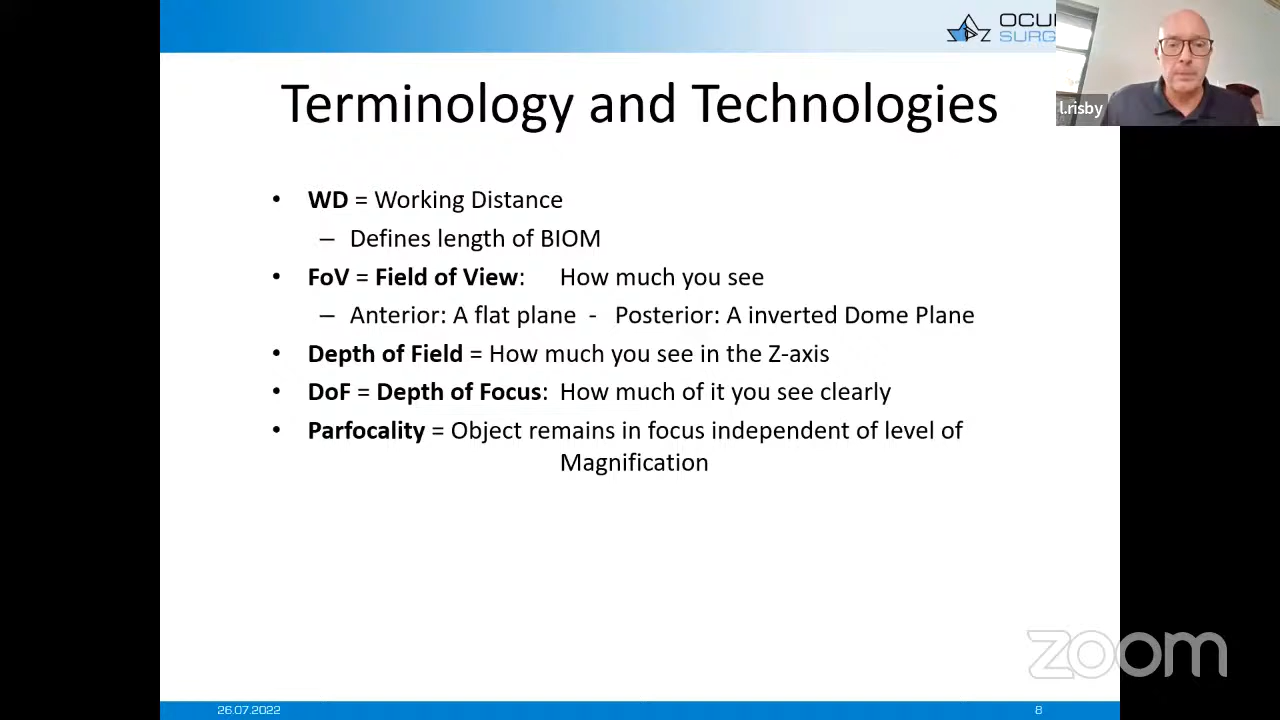 OCU
SURG
l.risby
Terminology and Technologies
• WD = Working Distance
– Defines length of BIOM
• FoV = Field of View: How much you see
– Anterior: A flat plane - Posterior: A inverted Dome Plane
• Depth of Field = How much you see in the Z-axis
• DoF = Depth of Focus: How much of it you see clearly
• Parfocality = Object remains in focus independent of level of
Magnification
zoom
26.07.2022 8